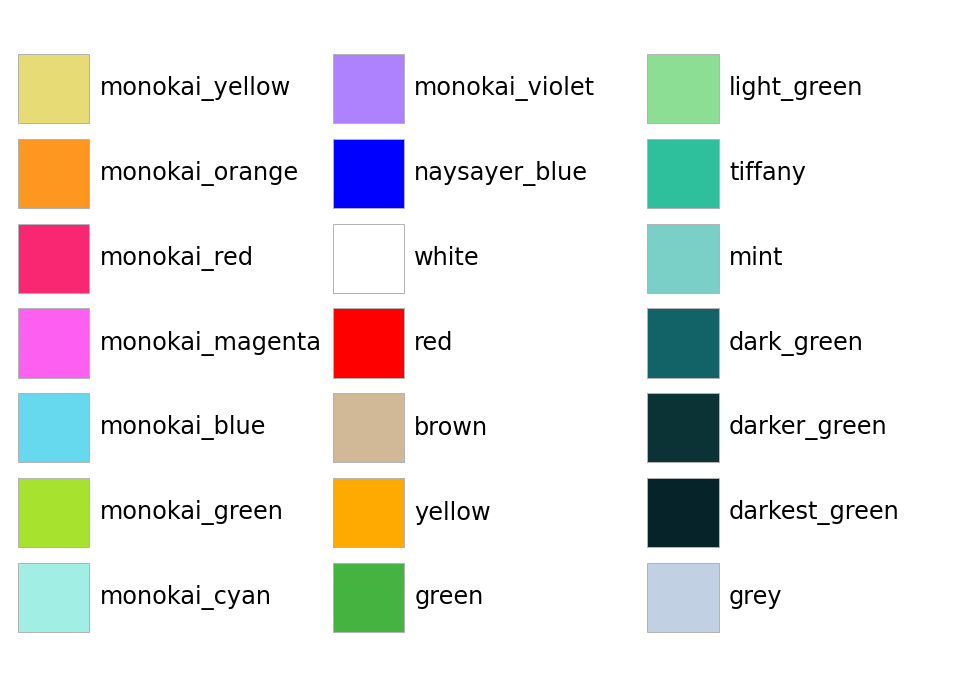 monokai_yellow
monokai_orange
monokai_red
monokai_magenta
monokai_blue
monokai_green
monokai_cyan
monokai_violet
naysayer_blue
white
red
brown
yellow
green
light_green
tiffany
mint
dark_green
darker_green
darkest_green
grey